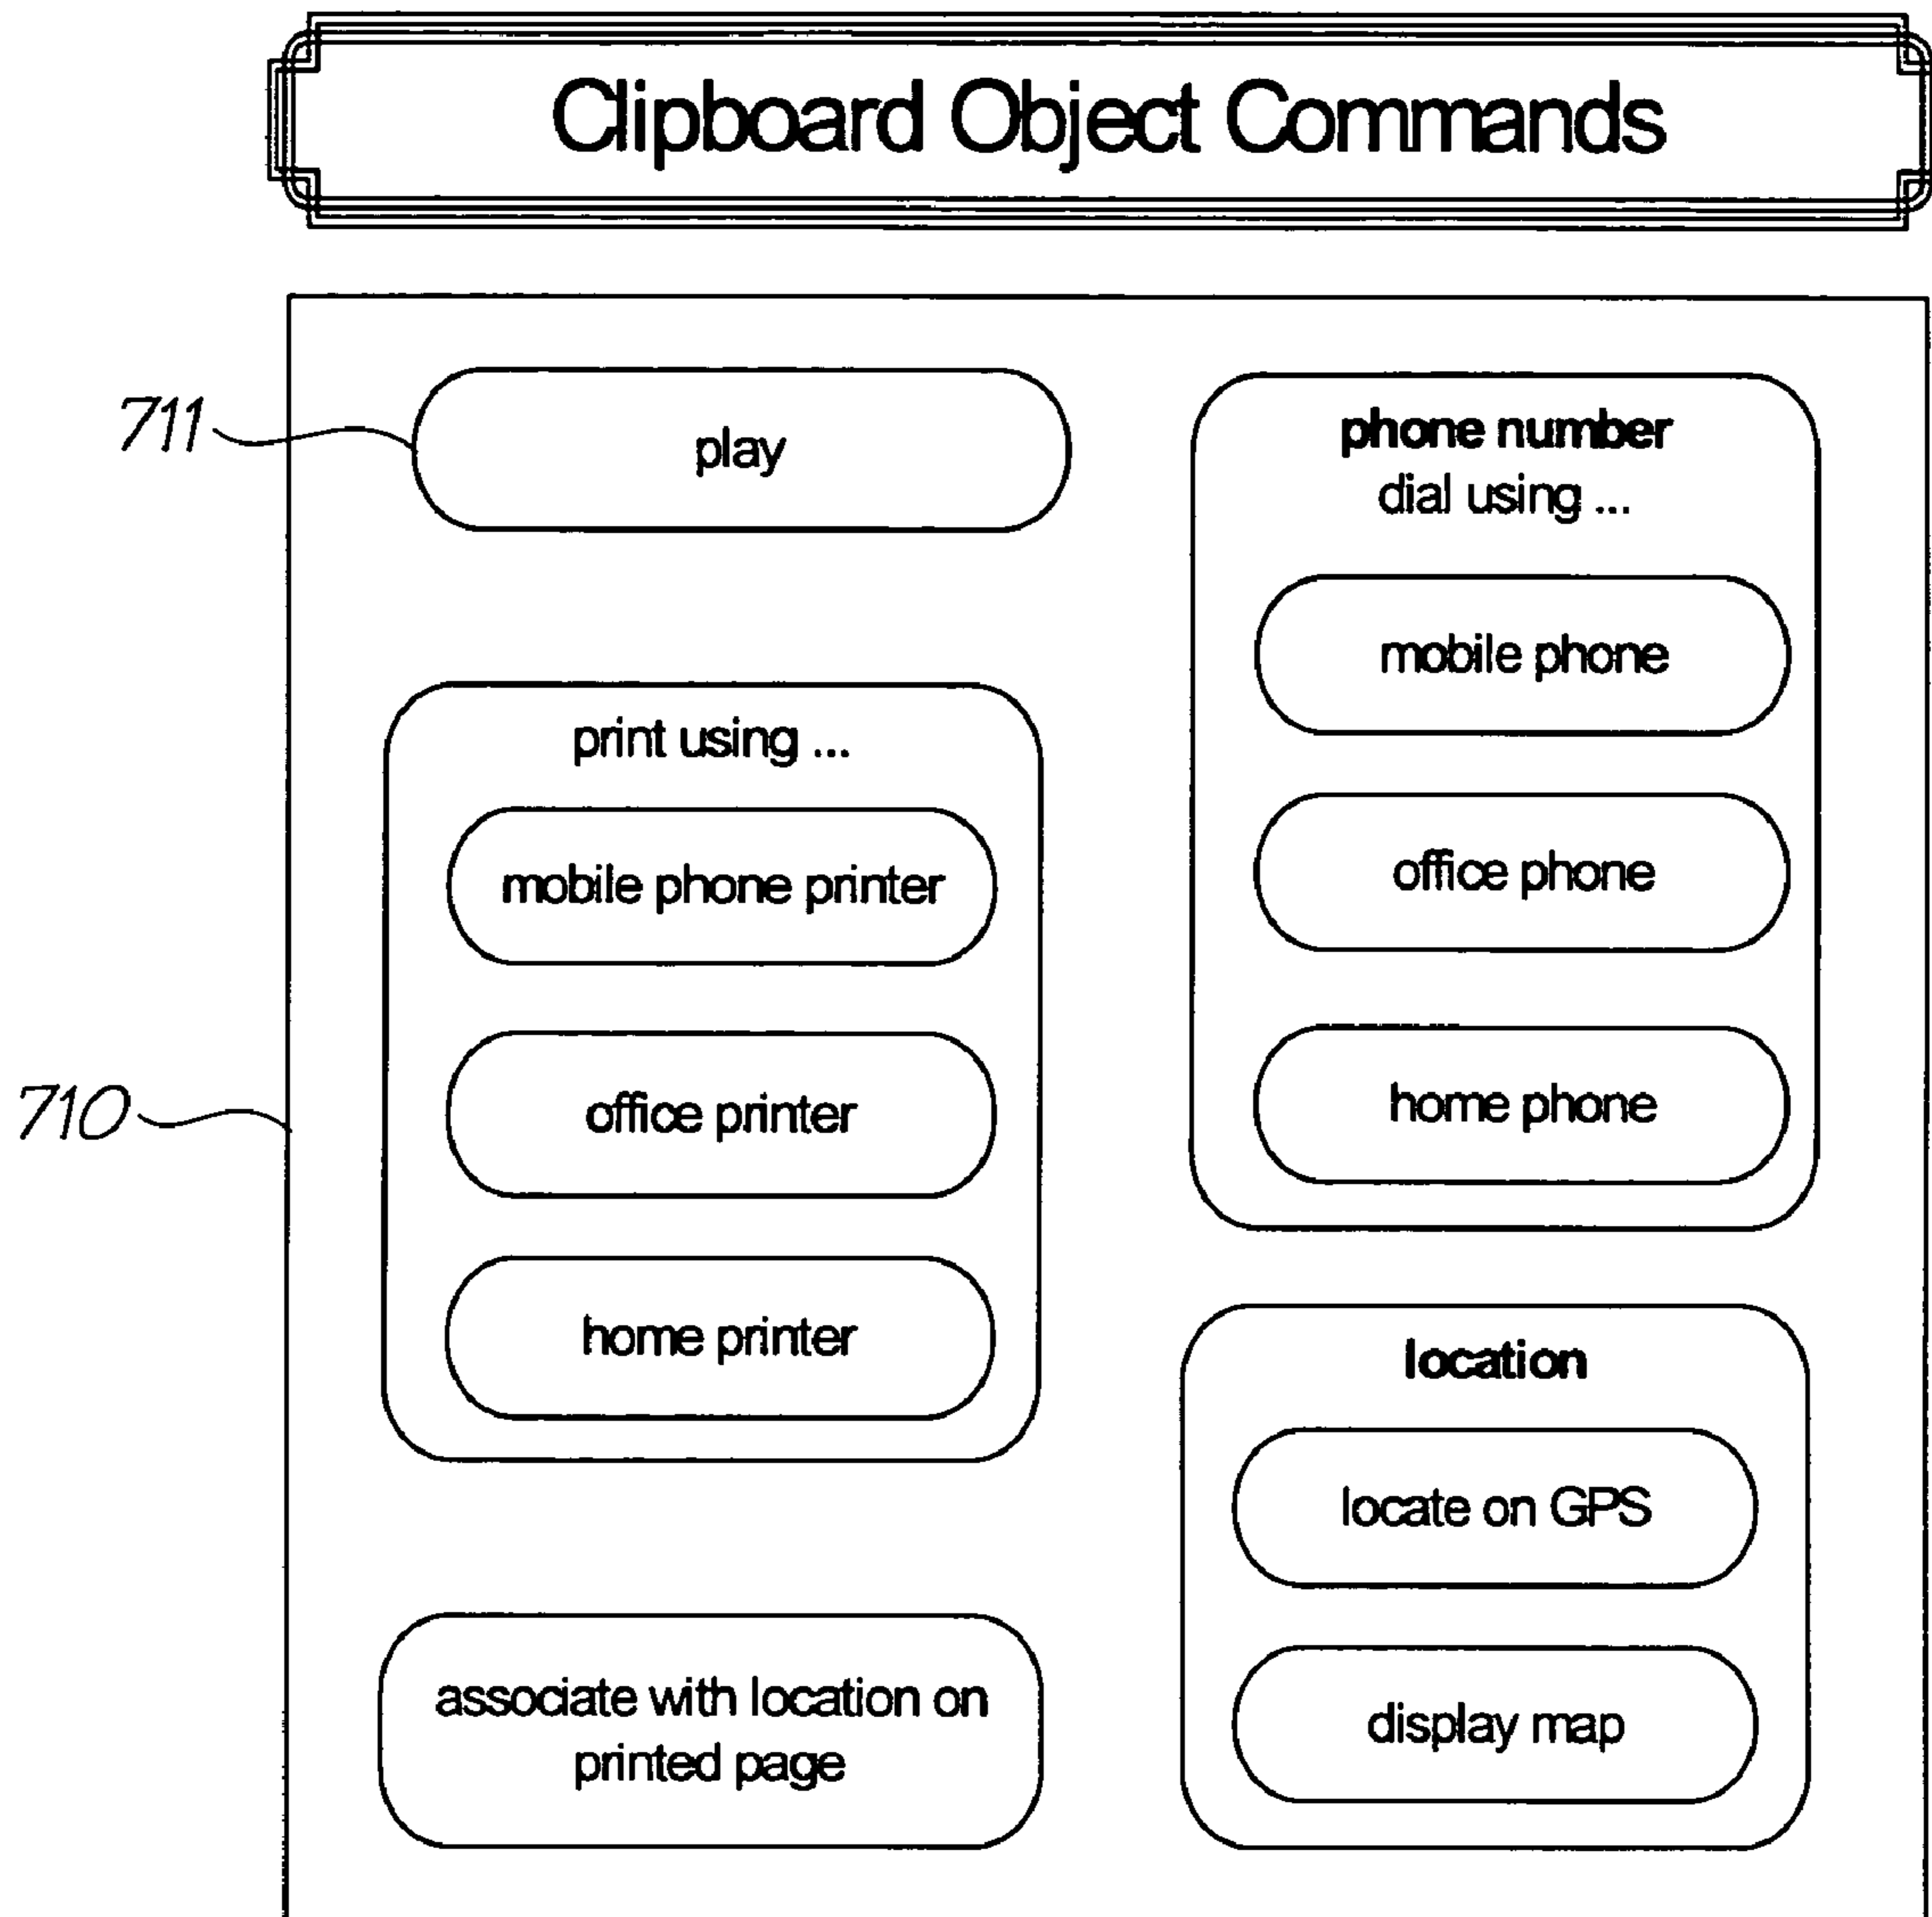 Clipboard Object Commands
711
play
print using ...
mobile phone printer
office printer
home printer
710
associate with location on
printed page
phone number
dial using ...
mobile phone
office phone
home phone
location
locate on GPS
display map